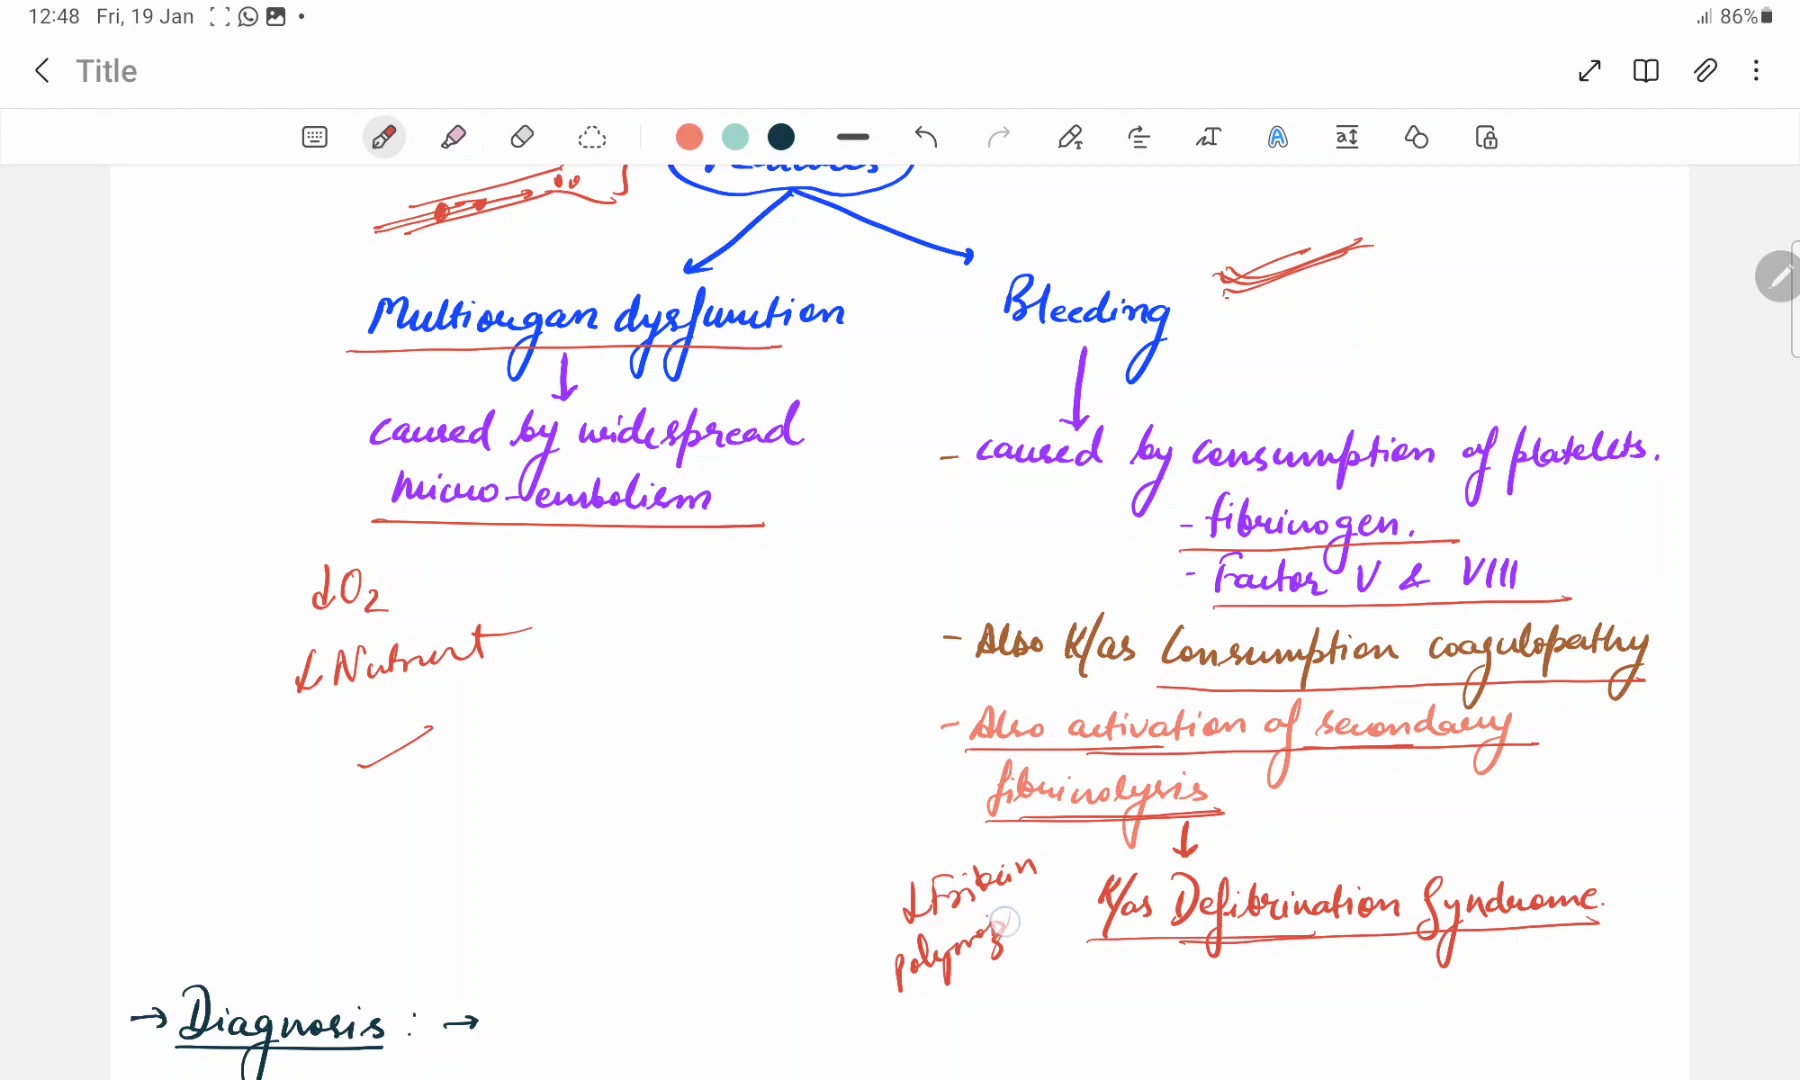 12:48 Fri, 19 Jan
86%
Title
Multiorgan dysfunction
Bleeding
caused by widespread
micro-embolism
- caused by consumption of platelets.
- fibrinogen.
- Factor V & VIII
↓O2
↓ Nutrient
- Also K/as Consumption coagulopathy
- Also activation of secondary
fibrinolysis
↓ Fribin
polymoz
K/as Defibrination Syndrome.
→ Diagnosis : →